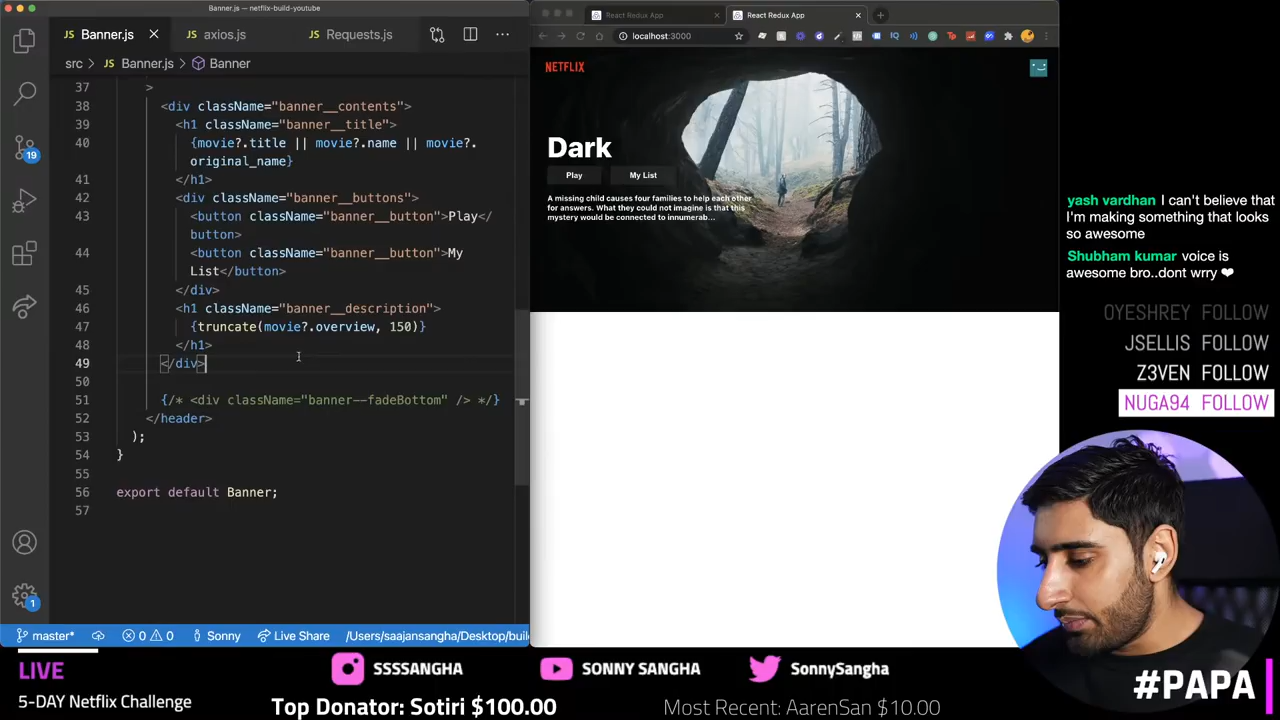 Banner.js — netflix-build-youtube
Banner.js
axios.js
Requests.js
src > Banner.js > Banner
37 >
38 <div className="banner__contents">
39 <h1 className="banner__title">
40 {movie?.title || movie?.name || movie?.
original_name}
41 </h1>
42 <div className="banner__buttons">
43 <button className="banner__button">Play</
button>
44 <button className="banner__button">My
List</button>
45 </div>
46 <h1 className="banner__description">
47 {truncate(movie?.overview, 150)}
48 </h1>
49 </div>
50
51 {/* <div className="banner--fadeBottom" /> */}
52 </header>
53 );
54 }
55
56 export default Banner;
57
19
1
master*
0 0
Sonny
Live Share
/Users/saajansangha/Desktop/buil
React Redux App
React Redux App
localhost:3000
NETFLIX
Dark
Play
My List
A missing child causes four families to help each other
for answers. What they could not imagine is that this
mystery would be connected to innumerab...
yash vardhan I can't believe that
I'm making something that looks
so awesome
Shubham kumar voice is
awesome bro..dont wrry ❤
OYESHREY FOLLOW
JSELLIS FOLLOW
Z3VEN FOLLOW
NUGA94 FOLLOW
LIVE
5-DAY Netflix Challenge
SSSSANGHA
SONNY SANGHA
SonnySangha
Top Donator: Sotiri $100.00
Most Recent: AarenSan $10.00
#PAPA